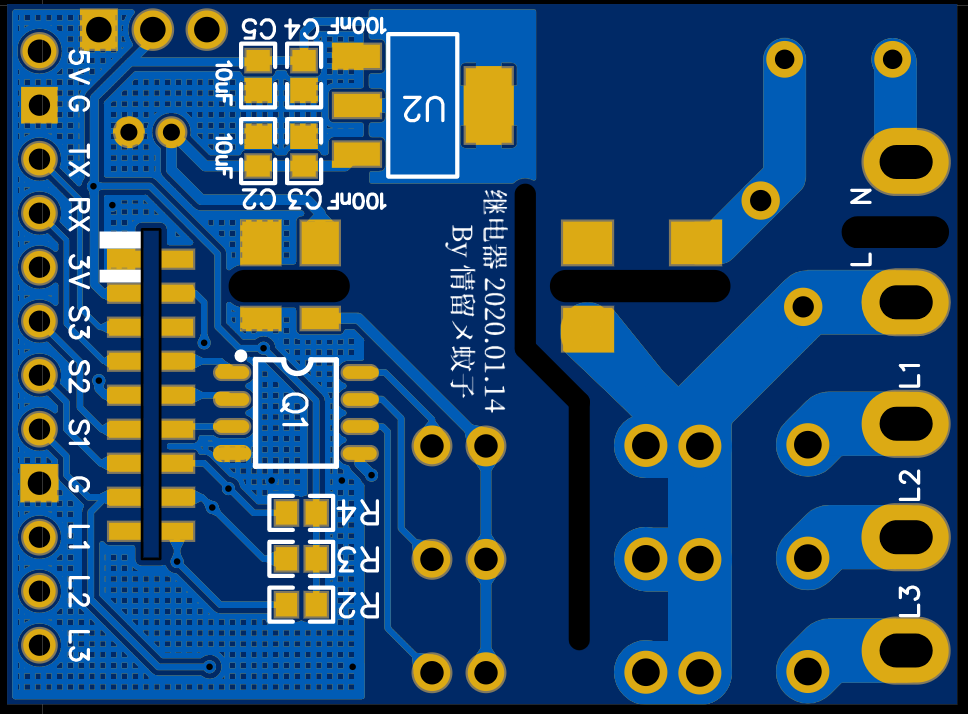 5V
G
TX
RX
3V
S3
S2
S1
G
L1
L2
L3
C5
C4
100nF
10uF
10uF
C2
C3
100nF
U2
继电器 2020.01.14
By 情留メ蚊子
Q1
R4
R3
R2
N
L
L1
L2
L3